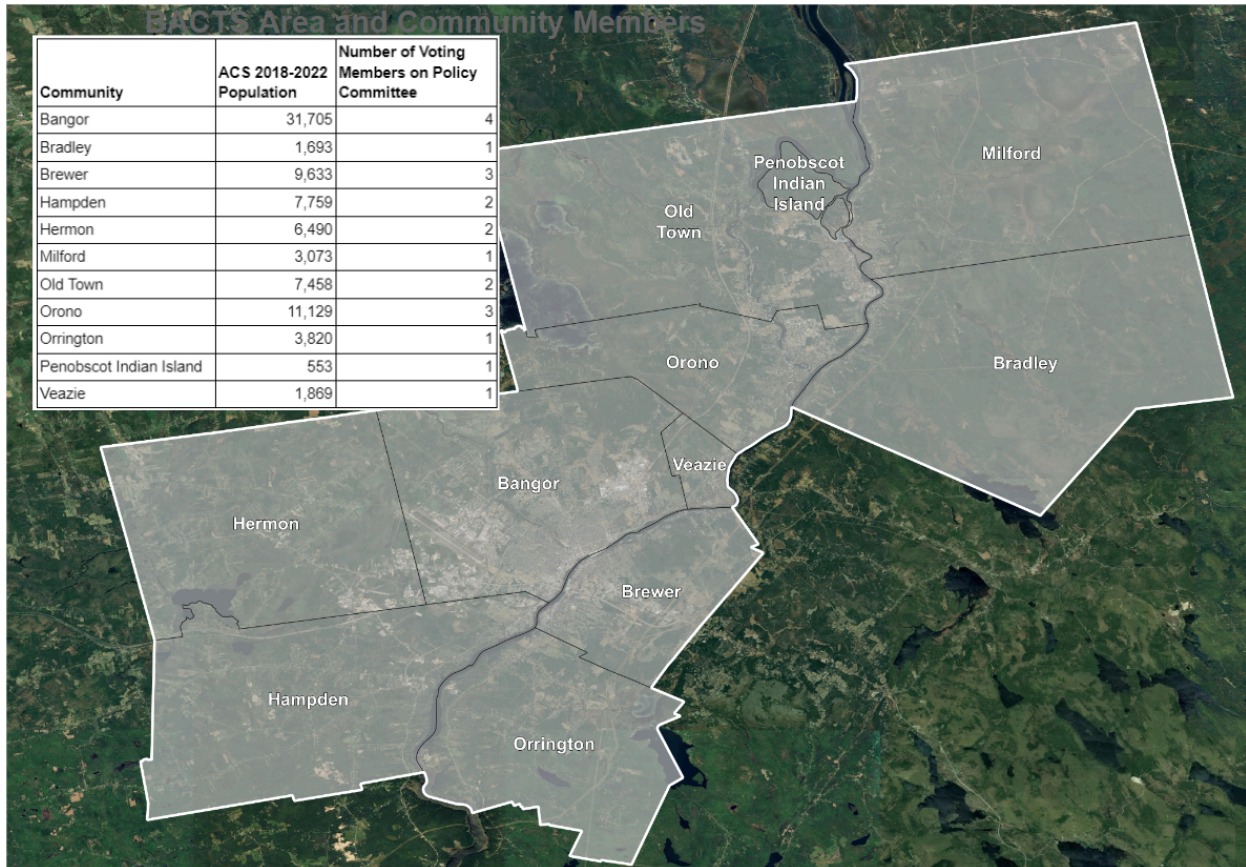 BACTS Area and Community Members
Community
ACS 2018-2022
Population
Number of Voting
Members on Policy
Committee
Bangor 31,705 4
Bradley 1,693 1
Brewer 9,633 3
Hampden 7,759 2
Hermon 6,490 2
Milford 3,073 1
Old Town 7,458 2
Orono 11,129 3
Orrington 3,820 1
Penobscot Indian Island 553 1
Veazie 1,869 1
Milford
Penobscot
Indian
Island
Old
Town
Orono
Bradley
Veazie
Bangor
Hermon
Brewer
Hampden
Orrington